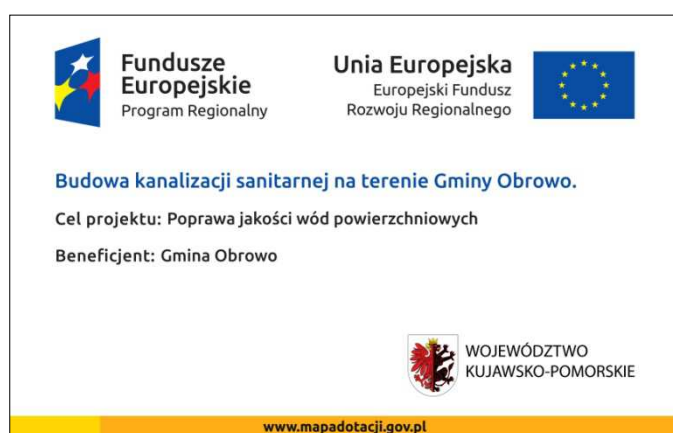 Fundusze
Europejskie
Program Regionalny
Unia Europejska
Europejski Fundusz
Rozwoju Regionalnego
Budowa kanalizacji sanitarnej na terenie Gminy Obrowo.
Cel projektu: Poprawa jakości wód powierzchniowych
Beneficjent: Gmina Obrowo
WOJEWÓDZTWO
KUJAWSKO-POMORSKIE
www.mapadotacji.gov.pl